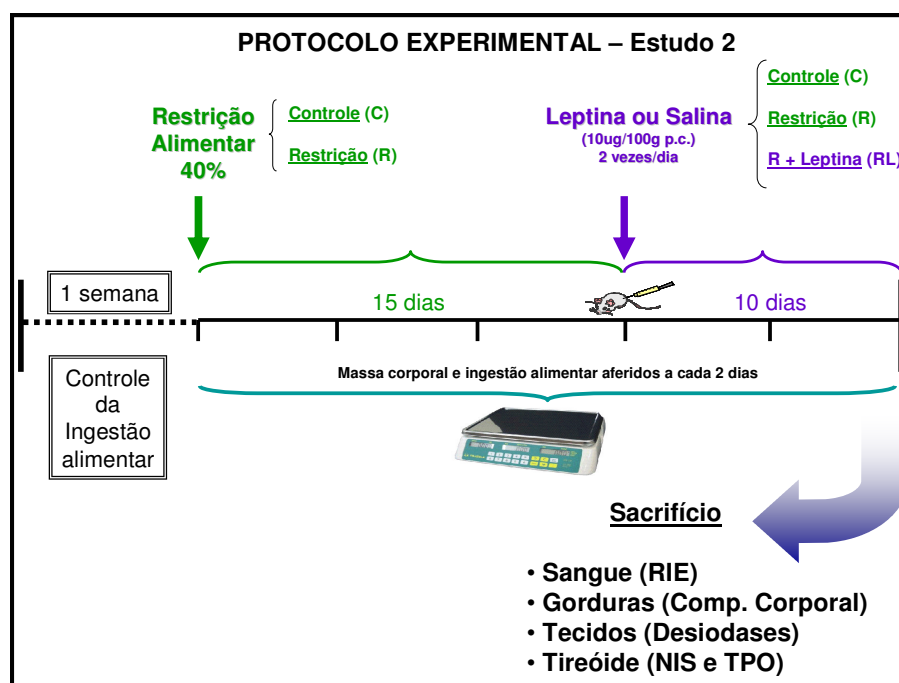 PROTOCOLO EXPERIMENTAL – Estudo 2
Restrição
Alimentar
40%
Controle (C)
Restrição (R)
Leptina ou Salina
(10ug/100g p.c.)
2 vezes/dia
Controle (C)
Restrição (R)
R + Leptina (RL)
1 semana
15 dias
10 dias
Controle
da
Ingestão
alimentar
Massa corporal e ingestão alimentar aferidos a cada 2 dias
Sacrifício
• Sangue (RIE)
• Gorduras (Comp. Corporal)
• Tecidos (Desiodases)
• Tireóide (NIS e TPO)